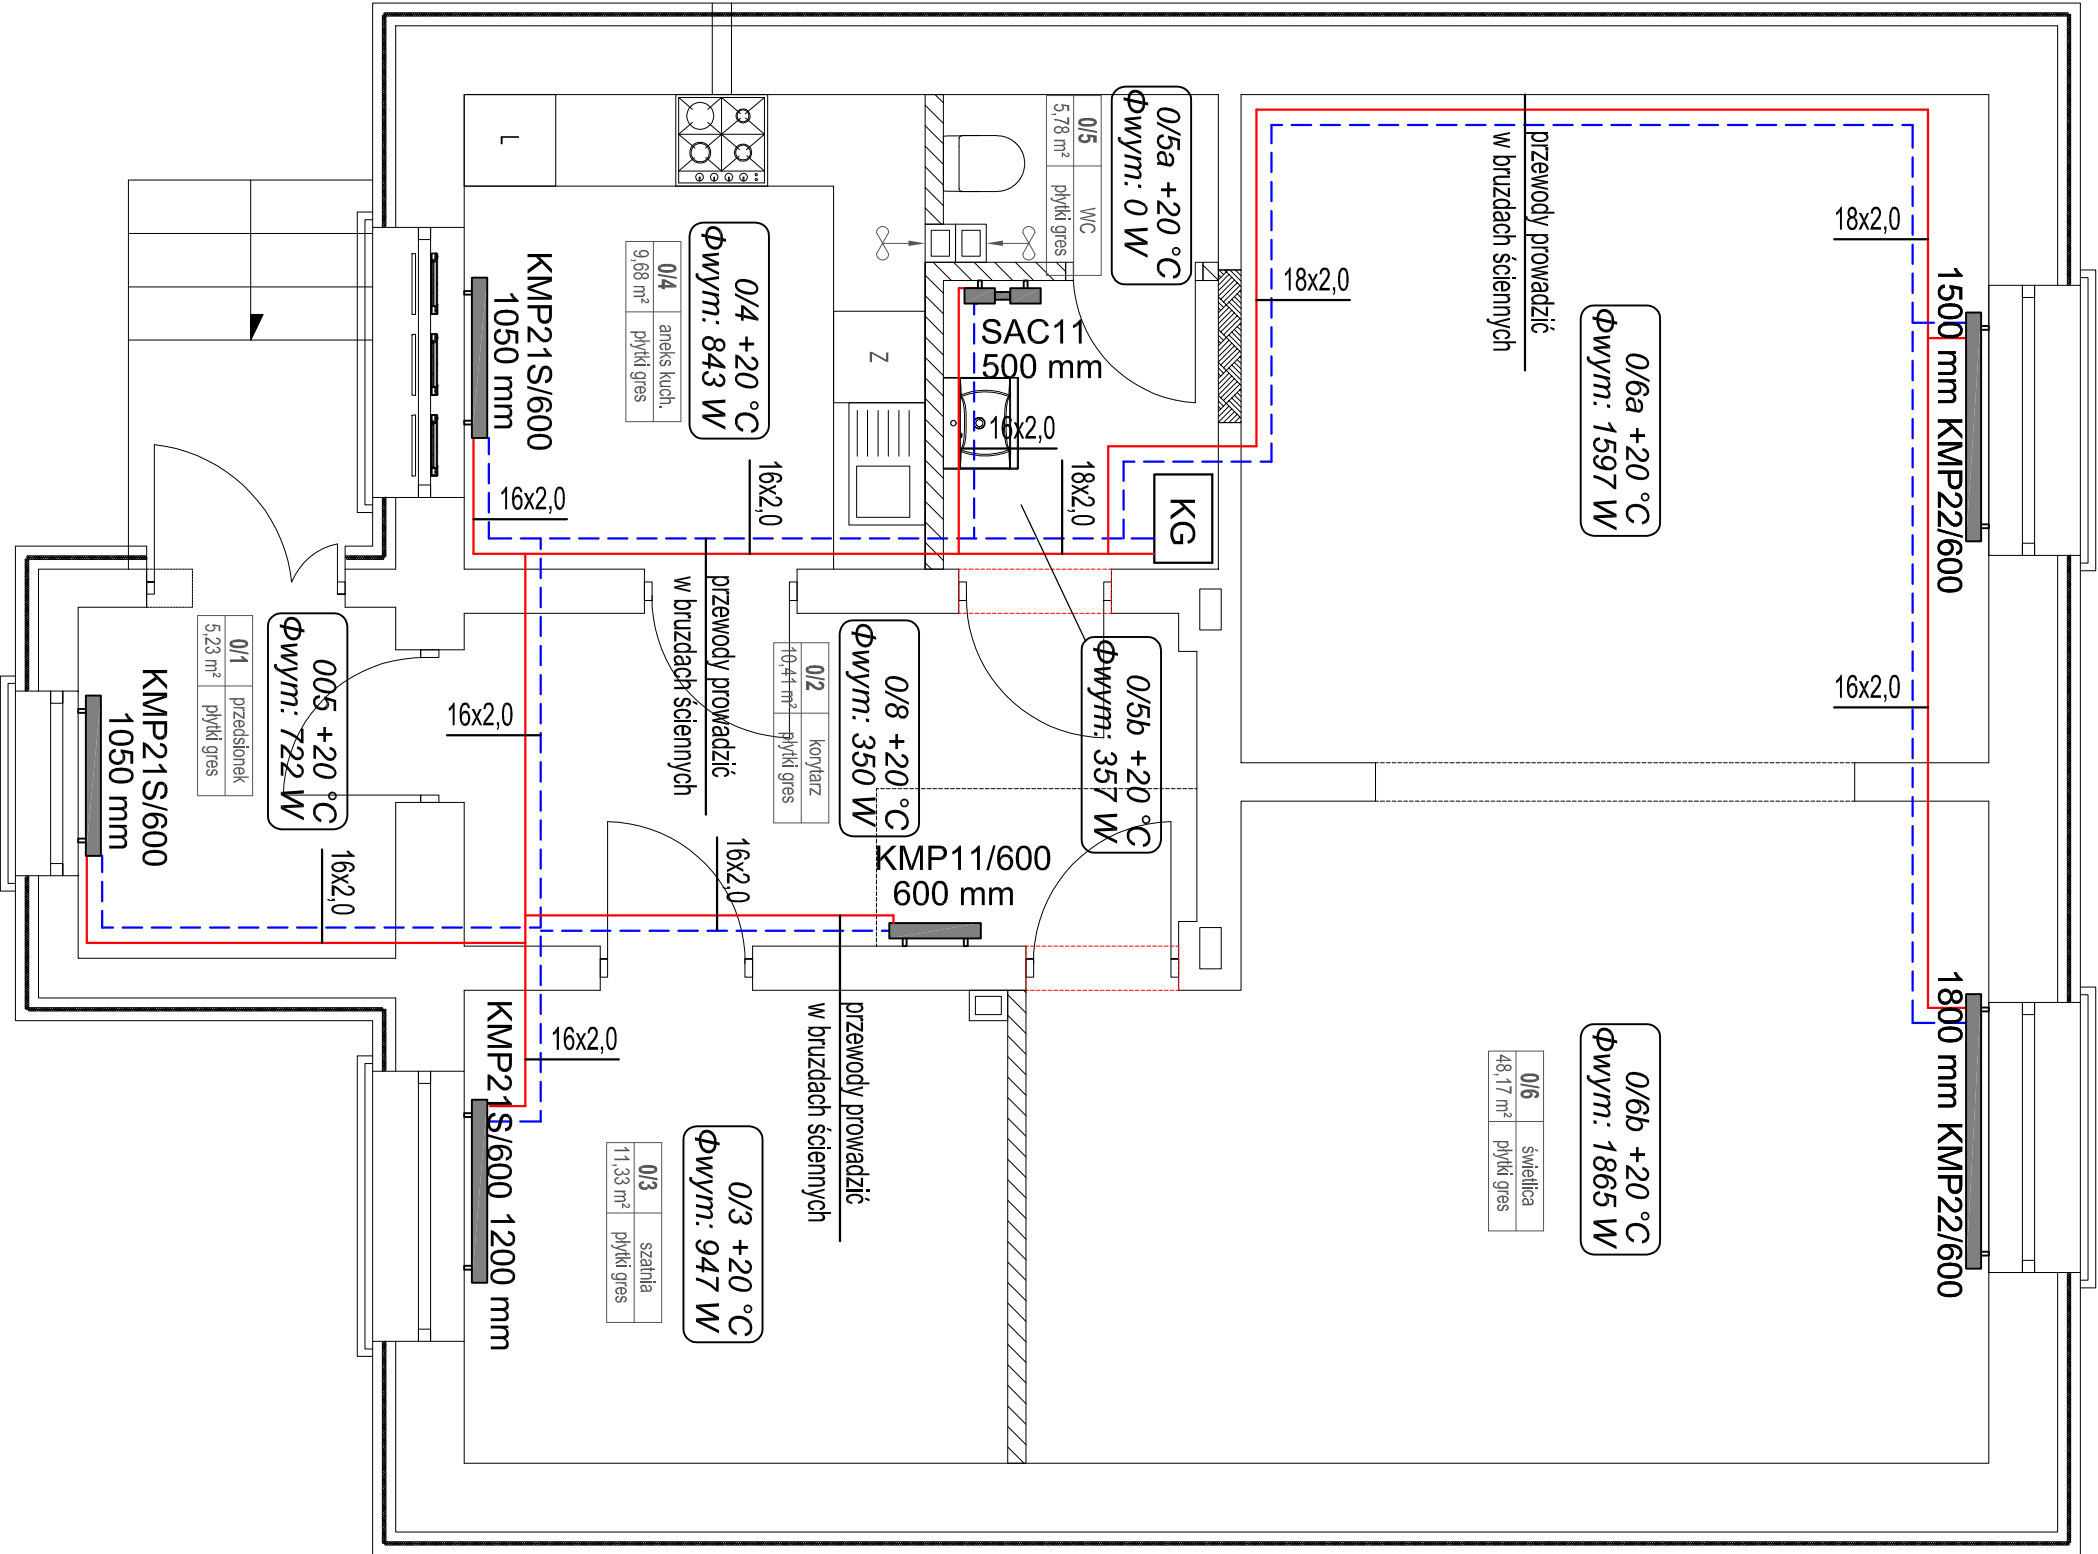 0/5a +20 °C
Φwym: 0 W
0/5 WC
5,78 m² płytki gres
przewody prowadzić
w bruzdach ściennych
18x2,0
18x2,0
1500 mm KMP22/600
0/6a +20 °C
Φwym: 1597 W
L
0/4 +20 °C
Φwym: 843 W
0/4 aneks kuch.
9,68 m² płytki gres
KMP21S/600
1050 mm
Z
SAC11
500 mm
16x2,0
18x2,0
KG
16x2,0
16x2,0
przewody prowadzić
w bruzdach ściennych
005 +20 °C
Φwym: 722 W
0/1 przedsionek
5,23 m² płytki gres
KMP21S/600
1050 mm
16x2,0
16x2,0
0/8 +20 °C
Φwym: 350 W
0/2 korytarz
10,41 m² płytki gres
0/5b +20 °C
Φwym: 357 W
16x2,0
16x2,0
KMP11/600
600 mm
16x2,0
KMP21S/600 1200 mm
przewody prowadzić
w bruzdach ściennych
0/3 +20 °C
Φwym: 947 W
0/3 szatnia
11,33 m² płytki gres
0/6b +20 °C
Φwym: 1865 W
0/6 świetlica
48,17 m² płytki gres
1800 mm KMP22/600